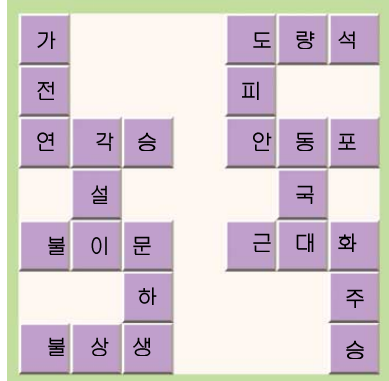 가 도 량 석
전 피
연 각 승 안 동 포
설 국
불 이 문 근 대 화
하 주
불 상 생 승